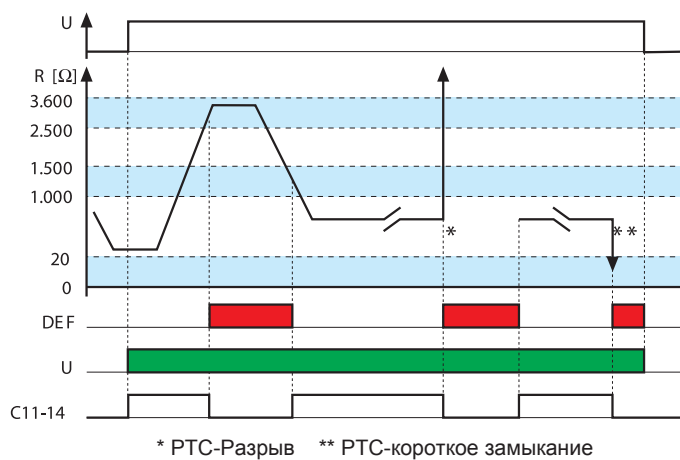 U
R [Ω]
3.600
2.500
1.500
1.000
*
* *
20
0
DEF
U
C11-14
* PTC-Разрыв ** PTC-короткое замыкание